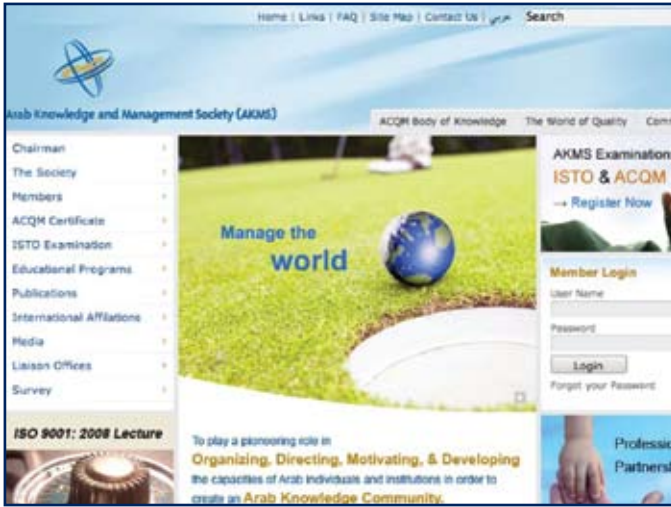 Home | Links | FAQ | Site Map | Contact Us | عربي Search
Arab Knowledge and Management Society (AKMS)
ACQM Body of Knowledge The World of Quality
Chairman
The Society
Members
ACQM Certificate
ISTO Examination
Educational Programs
Publications
International Affiliations
Media
Liaison Offices
Survey
ISO 9001: 2008 Lecture
Manage the
world
To play a pioneering role in
Organizing, Directing, Motivating, & Developing
the capacities of Arab individuals and institutions in order to
create an Arab Knowledge Community.
AKMS Examination
ISTO & ACQM
→ Register Now
Member Login
User Name
Password
Login
Forgot your Password
Professio
Partnersh